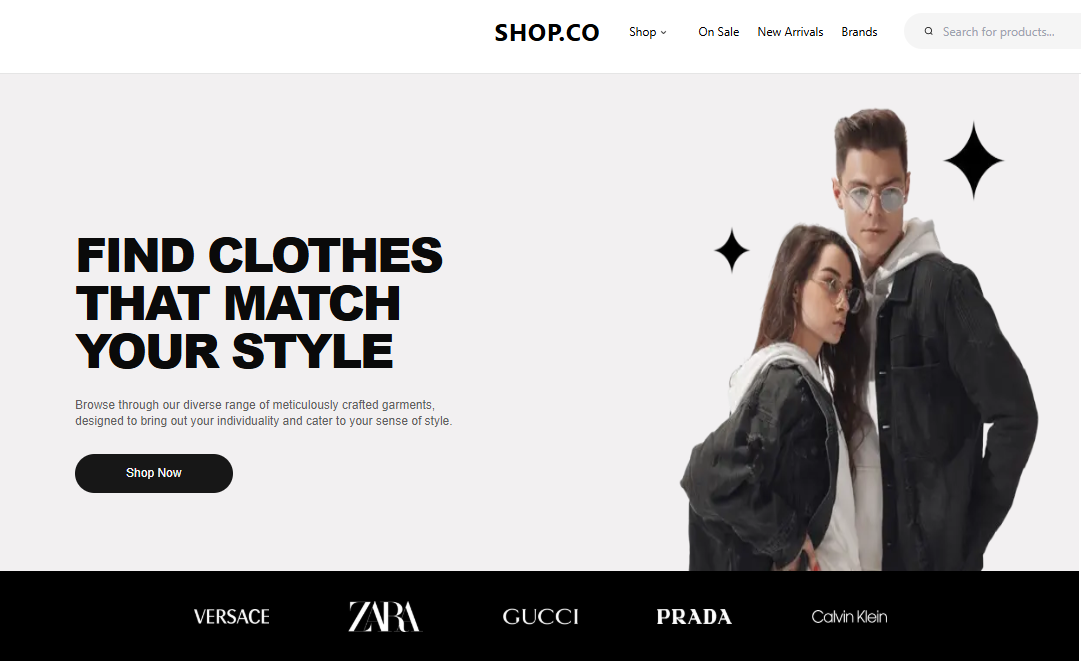 SHOP.CO
Shop
On Sale
New Arrivals
Brands
Search for products...
FIND CLOTHES
THAT MATCH
YOUR STYLE
Browse through our diverse range of meticulously crafted garments,
designed to bring out your individuality and cater to your sense of style.
Shop Now
VERSACE
ZARA
GUCCI
PRADA
Calvin Klein